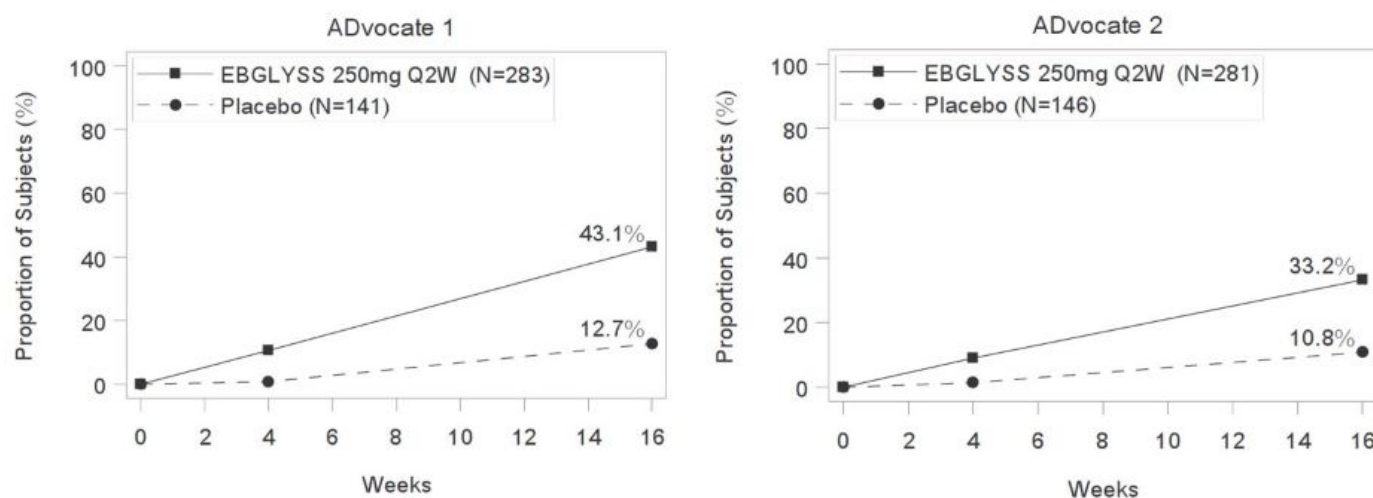 ADvocate 1
Proportion of Subjects (%)
100
80
60
40
20
0
EBGLYSS 250mg Q2W (N=283)
Placebo (N=141)
43.1%
12.7%
0 2 4 6 8 10 12 14 16
Weeks
ADvocate 2
Proportion of Subjects (%)
100
80
60
40
20
0
EBGLYSS 250mg Q2W (N=281)
Placebo (N=146)
33.2%
10.8%
0 2 4 6 8 10 12 14 16
Weeks